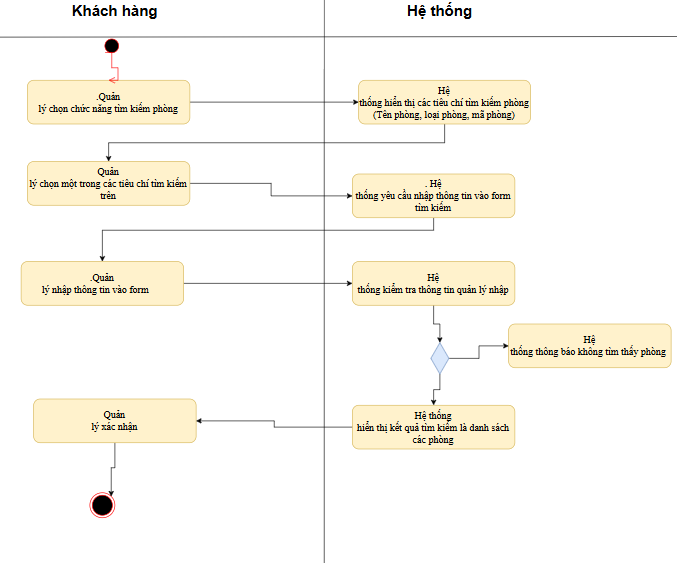 Khách hàng
Hệ thống
.Quản
lý chọn chức năng tìm kiếm phòng
Hệ
thống hiển thị các tiêu chí tìm kiếm phòng
(Tên phòng, loại phòng, mã phòng)
Quản
lý chọn một trong các tiêu chí tìm kiếm
trên
. Hệ
thống yêu cầu nhập thông tin vào form
tìm kiếm
.Quản
lý nhập thông tin vào form
Hệ
thống kiểm tra thông tin quản lý nhập
Hệ
thống thông báo không tìm thấy phòng
Quản
lý xác nhận
Hệ thống
hiển thị kết quả tìm kiếm là danh sách
các phòng